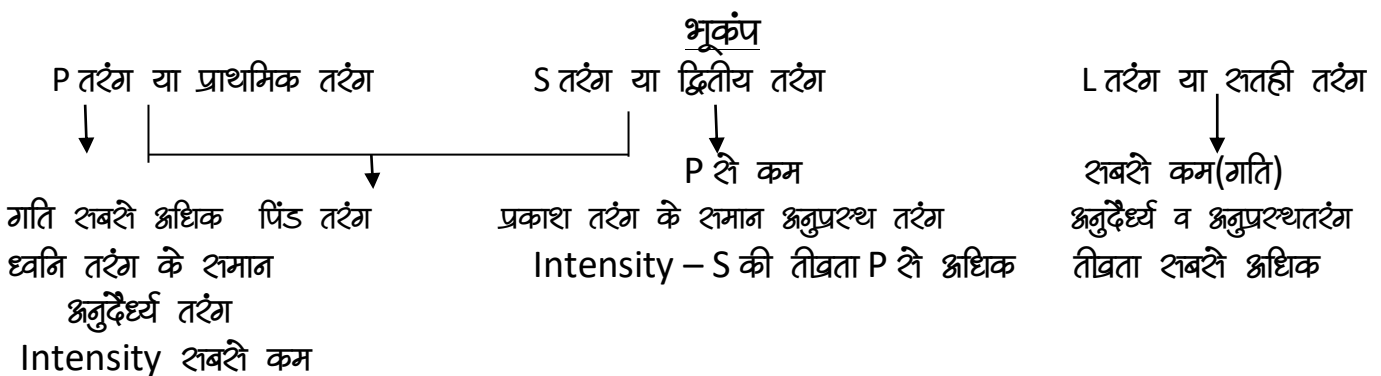 भूकंप
P तरंग या प्राथमिक तरंग S तरंग या द्वितीय तरंग L तरंग या सतही तरंग
P से कम सबसे कम(गति)
गति सबसे अधिक पिंड तरंग प्रकाश तरंग के समान अनुप्रस्थ तरंग अनुदैर्ध्य व अनुप्रस्थतरंग
ध्वनि तरंग के समान Intensity – S की तीव्रता P से अधिक तीव्रता सबसे अधिक
अनुदैर्ध्य तरंग
Intensity सबसे कम